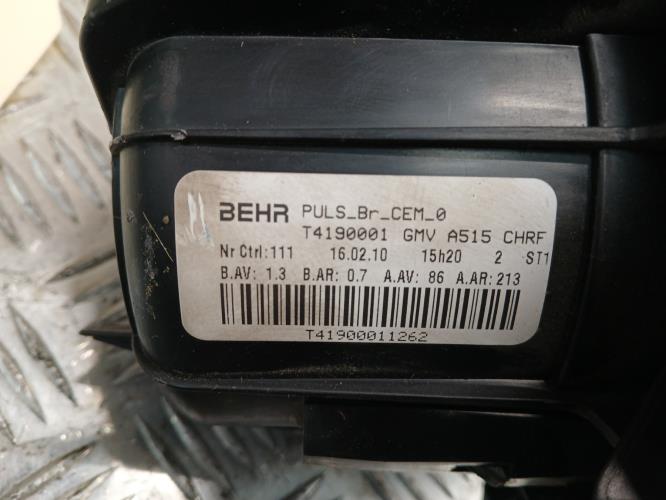 BEHR PULS_Br_CEM_0
T4190001 GMV A515 CHRF
Nr Ctrl:111 16.02.10 15h20 2 ST1
B.AV: 1.3 B.AR: 0.7 A.AV: 86 A.AR: 213
T41900011262